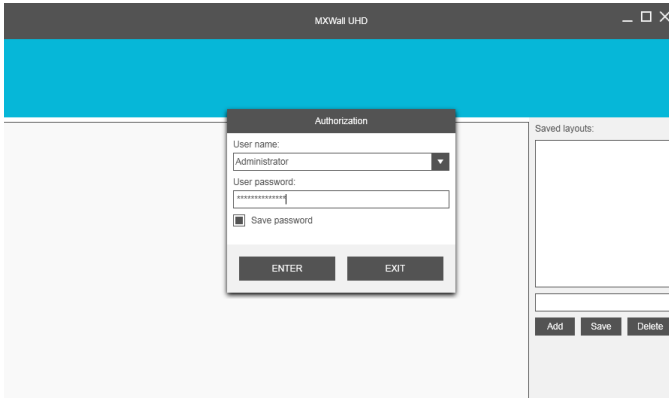 MXWall UHD
Authorization
User name:
Administrator
User password:
**************
Save password
ENTER EXIT
Saved layouts:
Add Save Delete